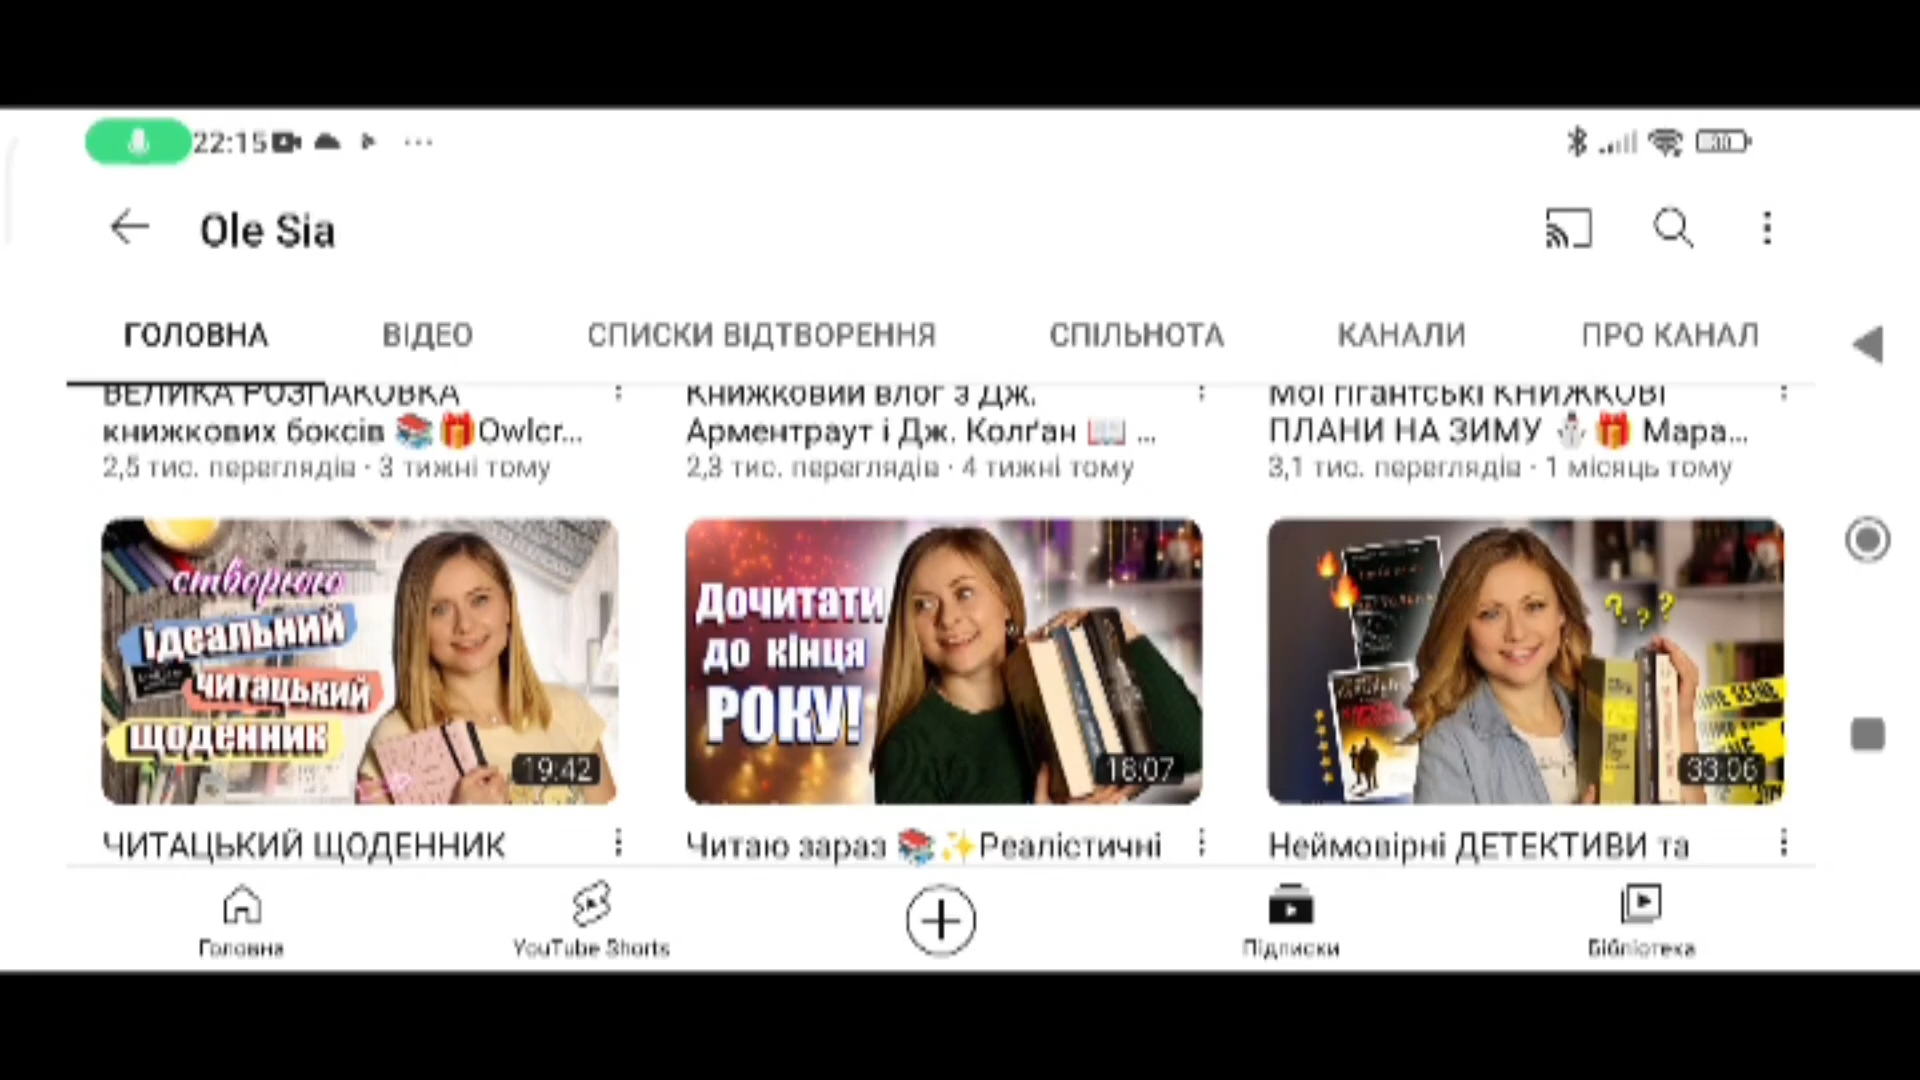 22:15
30
Ole Sia
ГОЛОВНА
ВІДЕО
СПИСКИ ВІДТВОРЕННЯ
СПІЛЬНОТА
КАНАЛИ
ПРО КАНАЛ
ВЕЛИКА РОЗПАКОВКА
книжкових боксів 📚🎁Owlcr...
2,5 тис. переглядів · 3 тижні тому
Книжковий влог з Дж.
Арментраут і Дж. Колґан 📖 ...
2,3 тис. переглядів · 4 тижні тому
Мої гігантські КНИЖКОВІ
ПЛАНИ НА ЗИМУ ⛄🎁 Мара...
3,1 тис. переглядів · 1 місяць тому
створюю
ідеальний
читацький
щоденник
19:42
Дочитати
до кінця
РОКУ!
18:07
???
33:06
ЧИТАЦЬКИЙ ЩОДЕННИК
Читаю зараз 📚✨Реалістичні
Неймовірні ДЕТЕКТИВИ та
Головна
YouTube Shorts
Підписки
Бібліотека